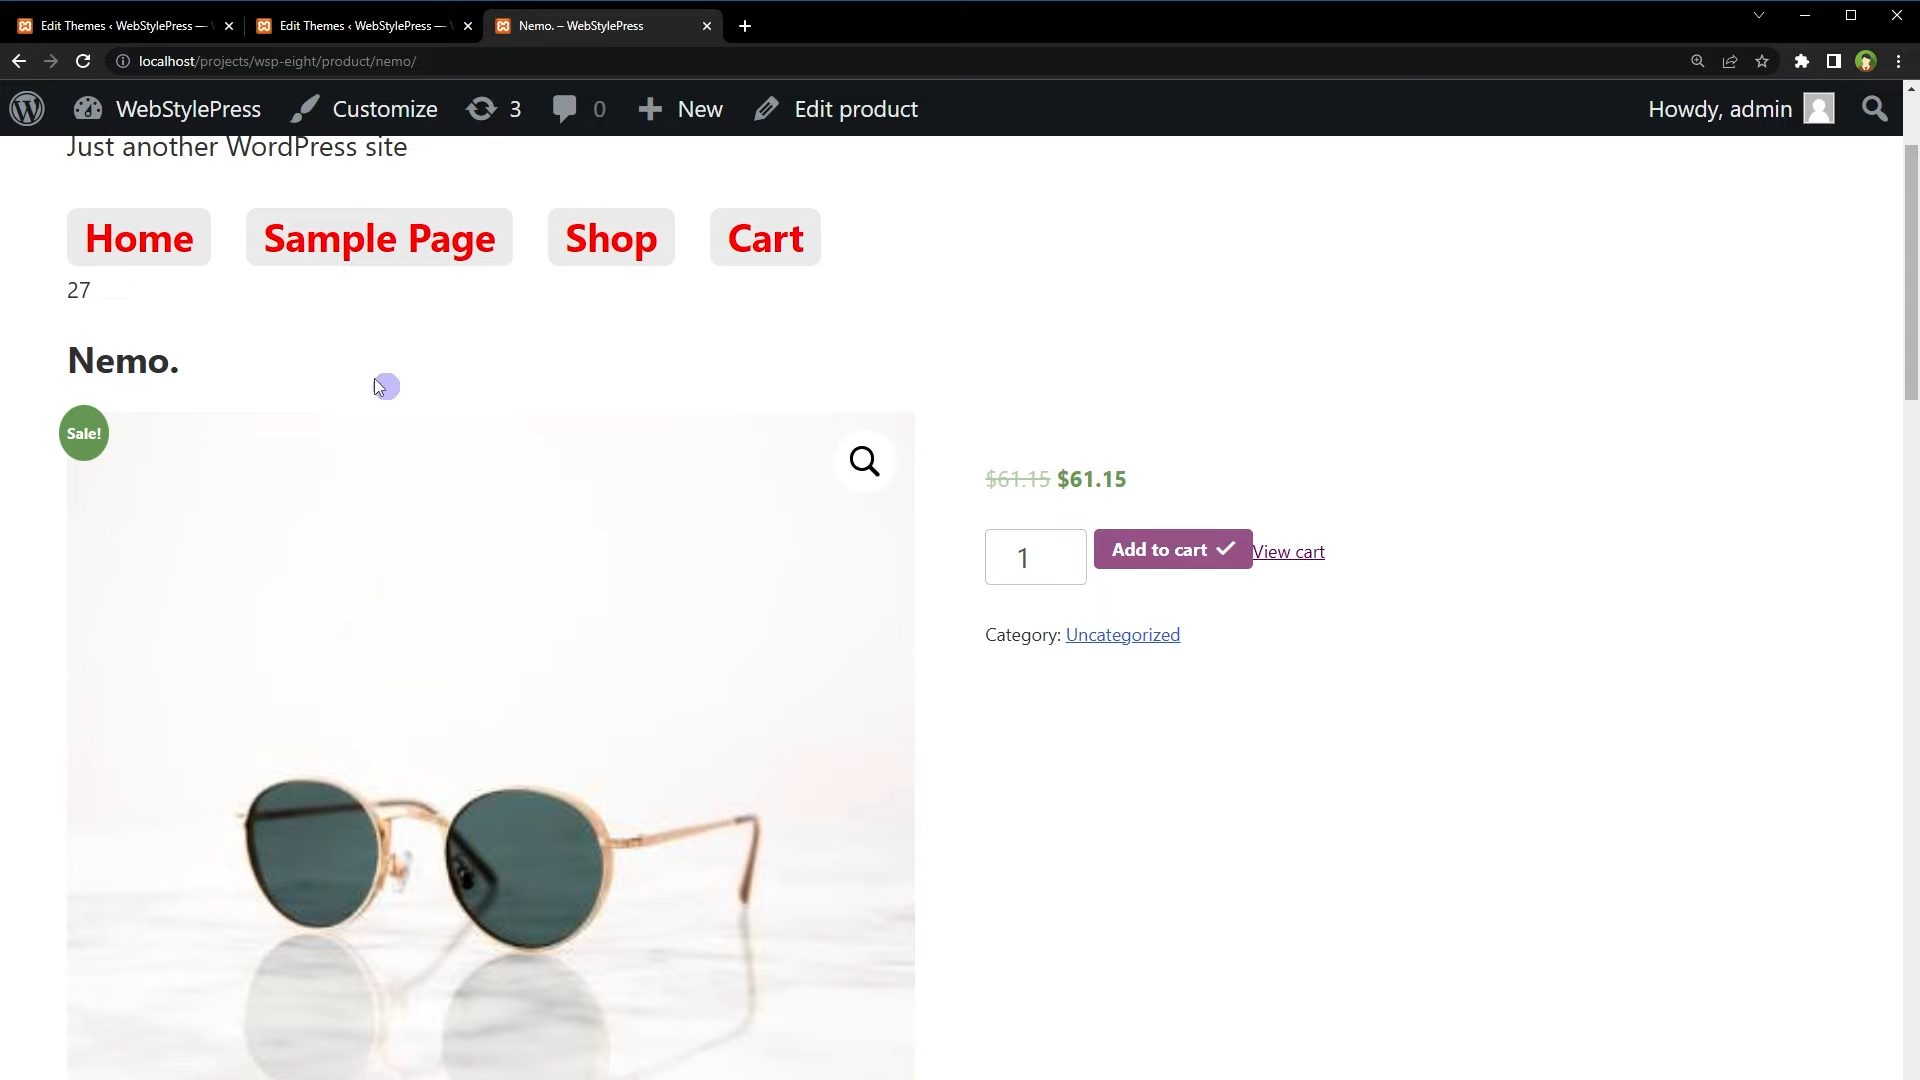 Edit Themes ‹ WebStylePress —
Edit Themes ‹ WebStylePress —
Nemo. – WebStylePress
localhost/projects/wsp-eight/product/nemo/
WebStylePress
Customize
3
0
New
Edit product
Howdy, admin
Just another WordPress site
Home
Sample Page
Shop
Cart
27
Nemo.
Sale!
$61.15 $61.15
1
Add to cart
View cart
Category: Uncategorized